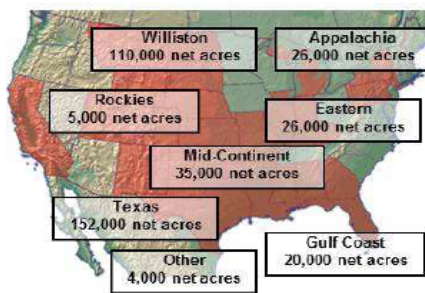 Williston
110,000 net acres
Appalachia
26,000 net acres
Rockies
5,000 net acres
Eastern
26,000 net acres
Mid-Continent
35,000 net acres
Texas
152,000 net acres
Gulf Coast
20,000 net acres
Other
4,000 net acres